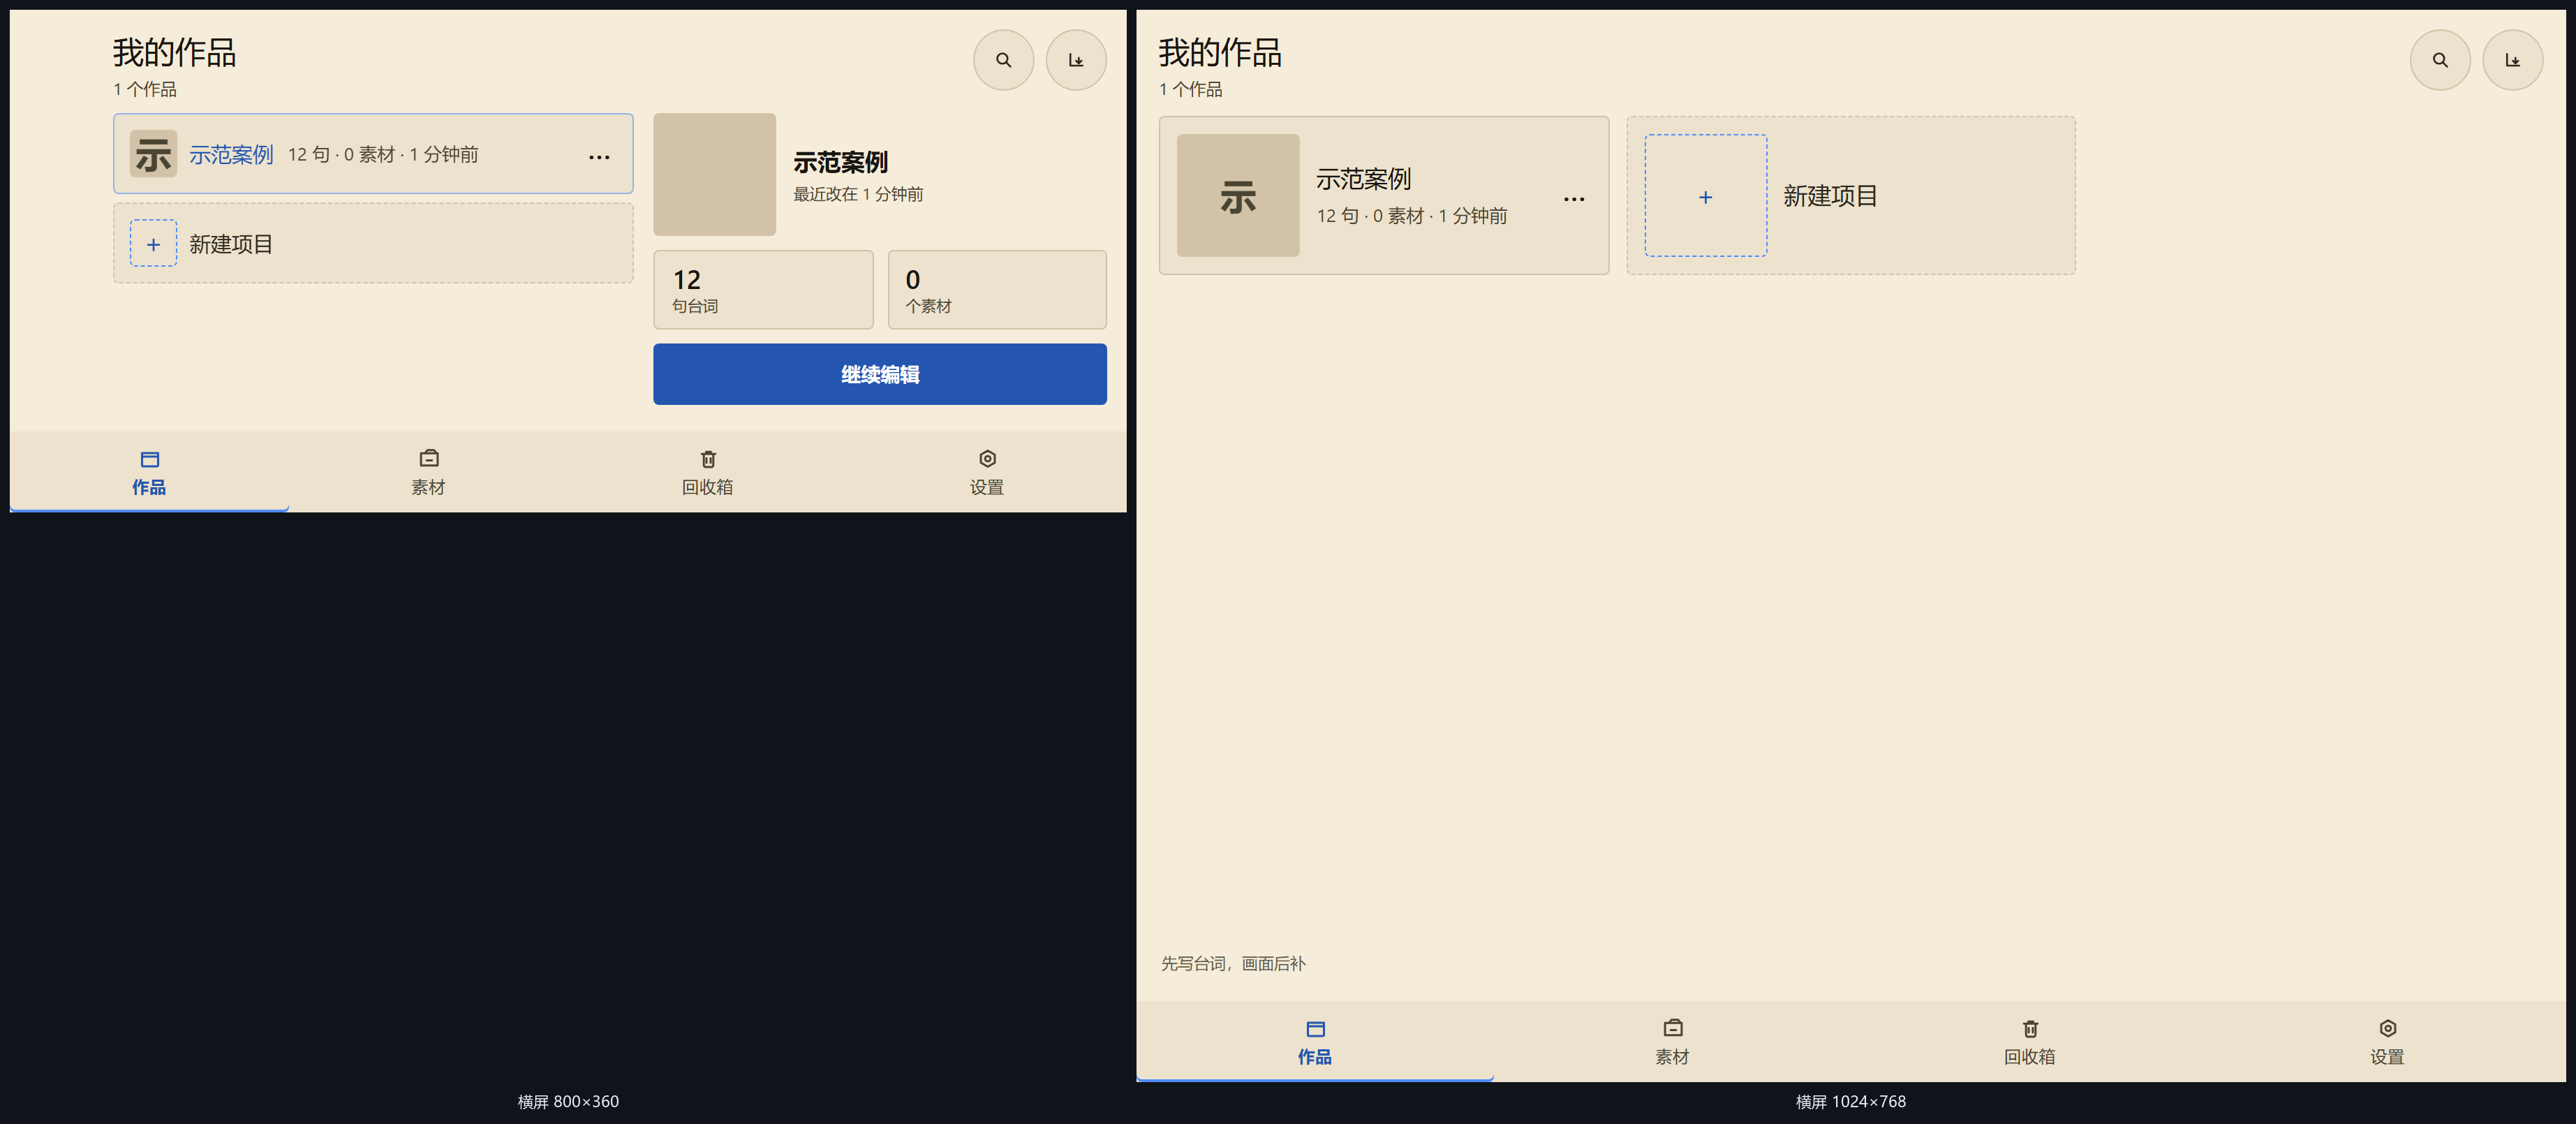 我的作品
1 个作品
示 示范案例 12 句 · 0 素材 · 1 分钟前 ...
+ 新建项目
示范案例
最近改在 1 分钟前
12
句台词
0
个素材
继续编辑
作品 素材 回收箱 设置
横屏 800×360
我的作品
1 个作品
示
示范案例
12 句 · 0 素材 · 1 分钟前
...
+ 新建项目
先写台词，画面后补
作品 素材 回收箱 设置
横屏 1024×768